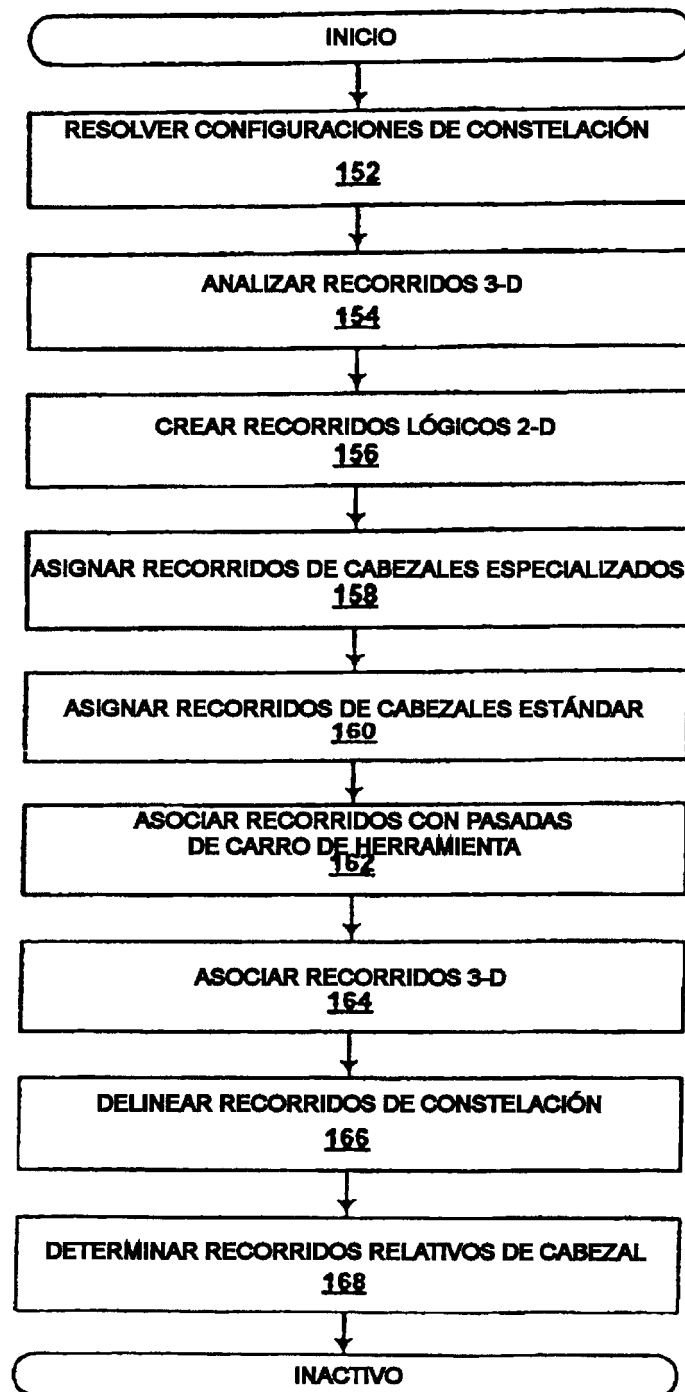 INICIO
RESOLVER CONFIGURACIONES DE CONSTELACIÓN
152
ANALIZAR RECORRIDOS 3-D
154
CREAR RECORRIDOS LÓGICOS 2-D
156
ASIGNAR RECORRIDOS DE CABEZALES ESPECIALIZADOS
158
ASIGNAR RECORRIDOS DE CABEZALES ESTÁNDAR
160
ASOCIAR RECORRIDOS CON PASADAS
DE CARRO DE HERRAMIENTA
162
ASOCIAR RECORRIDOS 3-D
164
DELINEAR RECORRIDOS DE CONSTELACIÓN
166
DETERMINAR RECORRIDOS RELATIVOS DE CABEZAL
168
INACTIVO